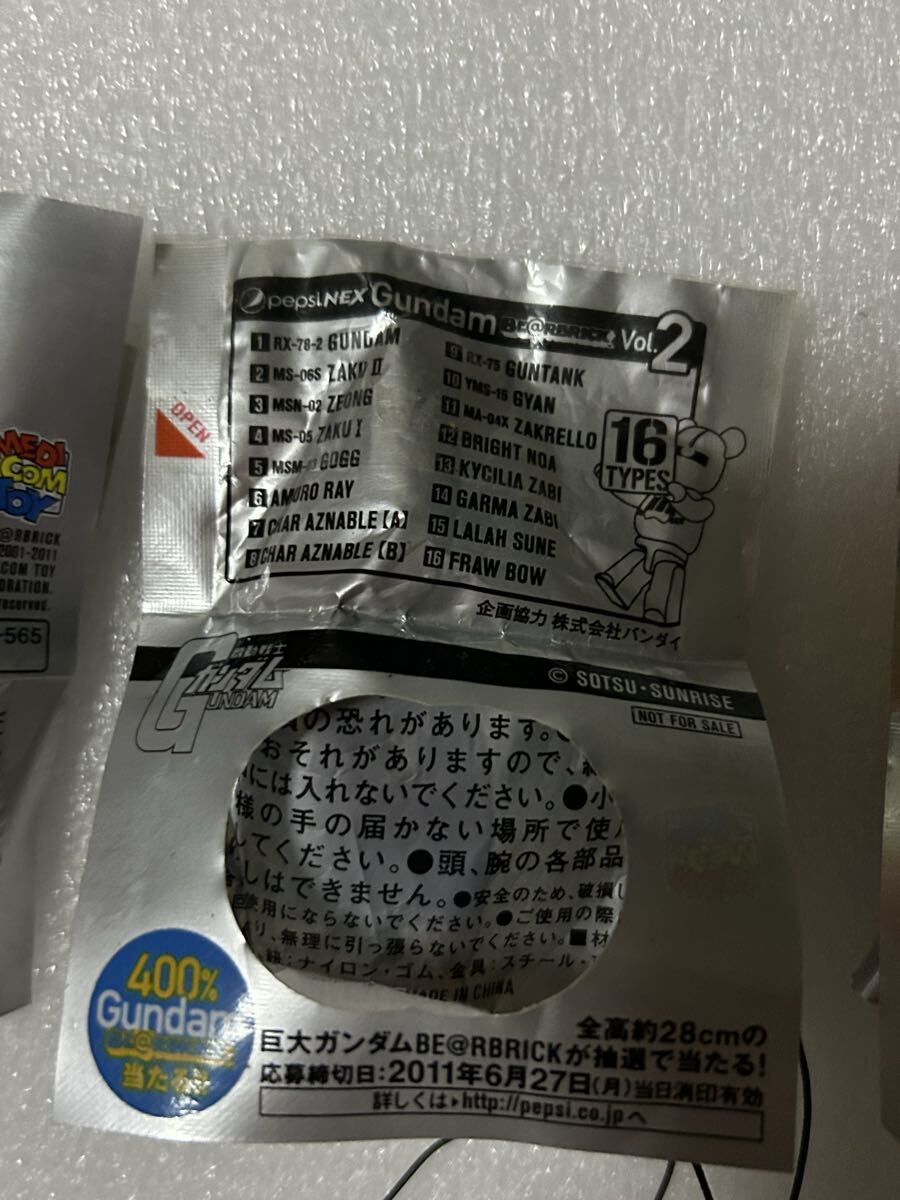 pepsi NEX Gundam BE@RBRICK Vol.2
1 RX-78-2 GUNDAM
2 MS-06S ZAKU II
3 MSN-02 ZEONG
4 MS-05 ZAKU I
5 MSM-03 GOGG
6 AMURO RAY
7 CHAR AZNABLE [A]
8 CHAR AZNABLE [B]
9 RX-75 GUNTANK
10 YMS-15 GYAN
11 MA-04X ZAKRELLO
12 BRIGHT NOA
13 KYCILIA ZABI
14 GARMA ZABI
15 LALAH SUNE
16 FRAW BOW
16
TYPES
OPEN
企画協力 株式会社バンダイ
MEDI
COM
TOY
@RBRICK
2001-2011
COM TOY
ORATION.
reserved.
-565
機動戦士
ガンダム
GUNDAM
© SOTSU・SUNRISE
NOT FOR SALE
の恐れがあります。
おそれがありますので、
には入れないでください。●小
様の手の届かない場所で使
てください。●頭、腕の各部品
しはできません。●安全のため、破損し
使用にならないでください。●ご使用の際
り、無理に引っ張らないでください。■材
紐：ナイロン・ゴム、金具：スチール・
MADE IN CHINA
400%
Gundam
BE@RBRICK
当たる!!
全高約28cmの
巨大ガンダムBE@RBRICKが抽選で当たる!
応募締切日：2011年6月27日(月)当日消印有効
詳しくは▶http://pepsi.co.jpへ